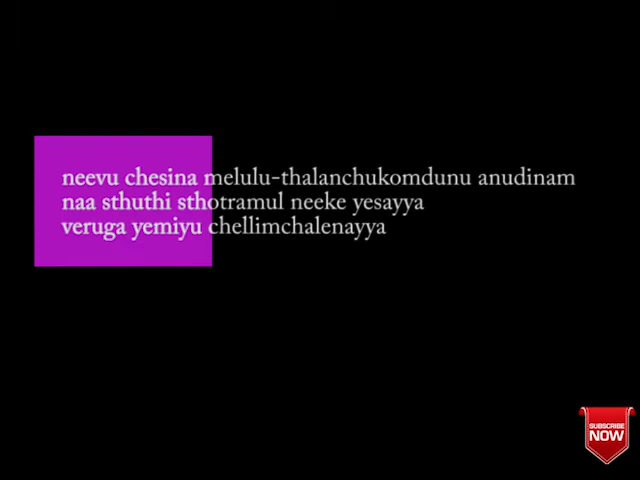 neevu chesina melulu-thalanchukomdunu anudinam
naa sthuthi sthotramul neeke yesayya
veruga yemiyu chellimchalenayya
SUBSCRIBE
NOW